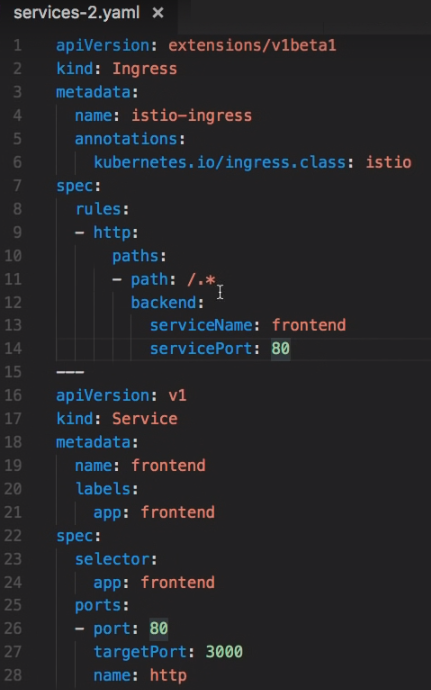 services-2.yaml ×
1 apiVersion: extensions/v1beta1
2 kind: Ingress
3 metadata:
4   name: istio-ingress
5   annotations:
6     kubernetes.io/ingress.class: istio
7 spec:
8   rules:
9   - http:
10       paths:
11       - path: /.*
12         backend:
13           serviceName: frontend
14           servicePort: 80
15 ---
16 apiVersion: v1
17 kind: Service
18 metadata:
19   name: frontend
20   labels:
21     app: frontend
22 spec:
23   selector:
24     app: frontend
25   ports:
26   - port: 80
27     targetPort: 3000
28     name: http